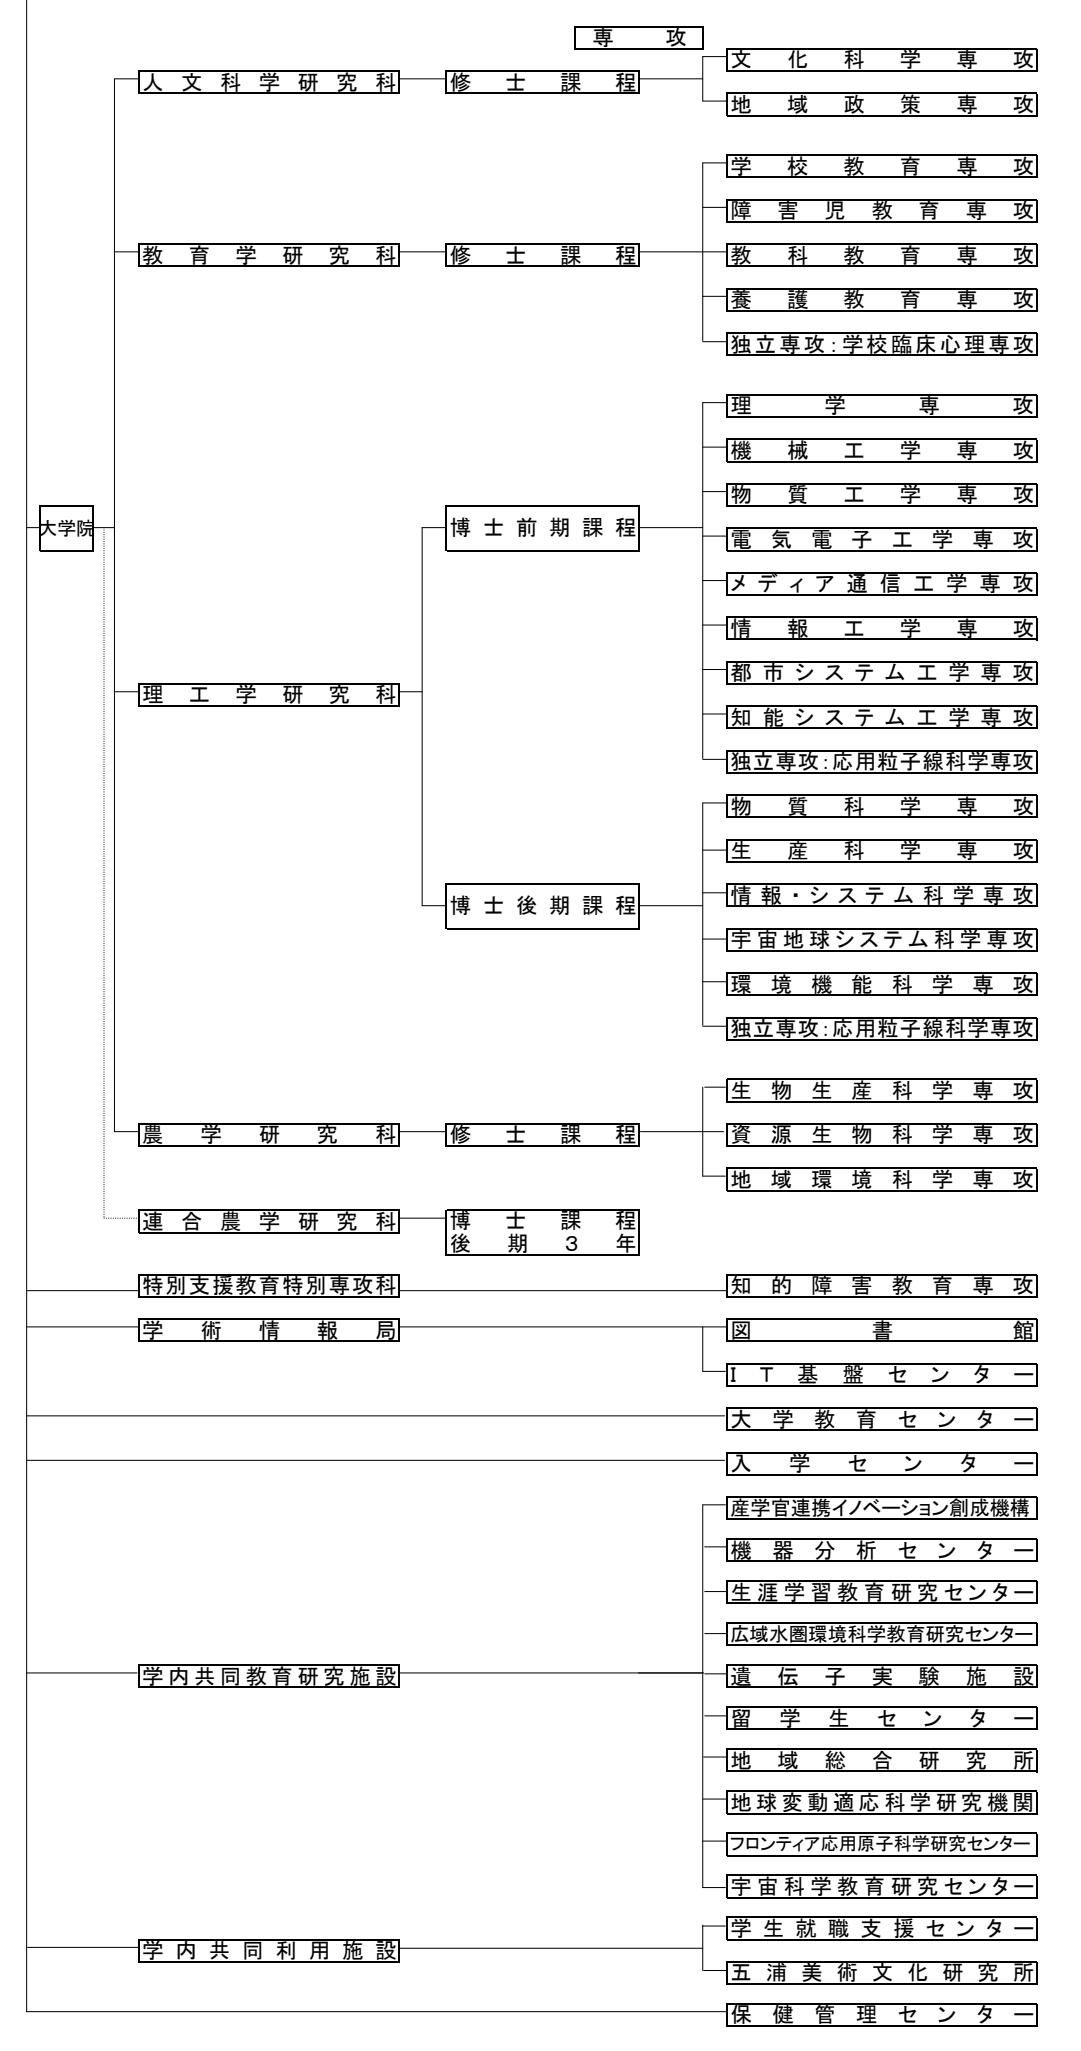 専攻
文化科学専攻
人文科学研究科 修士課程
地域政策専攻
学校教育専攻
障害児教育専攻
教育学研究科 修士課程 教科教育専攻
養護教育専攻
独立専攻:学校臨床心理専攻
理学専攻
機械工学専攻
物質工学専攻
大学院 博士前期課程
電気電子工学専攻
メディア通信工学専攻
情報工学専攻
都市システム工学専攻
理工学研究科
知能システム工学専攻
独立専攻:応用粒子線科学専攻
物質科学専攻
生産科学専攻
情報・システム科学専攻
博士後期課程
宇宙地球システム科学専攻
環境機能科学専攻
独立専攻:応用粒子線科学専攻
生物生産科学専攻
農学研究科 修士課程 資源生物科学専攻
地域環境科学専攻
連合農学研究科 博士課程
後期3年
特別支援教育特別専攻科 知的障害教育専攻
学術情報局 図書館
IT基盤センター
大学教育センター
入学センター
産学官連携イノベーション創成機構
機器分析センター
生涯学習教育研究センター
広域水圏環境科学教育研究センター
学内共同教育研究施設 遺伝子実験施設
留学生センター
地域総合研究所
地球変動適応科学研究機関
フロンティア応用原子科学研究センター
宇宙科学教育研究センター
学生就職支援センター
学内共同利用施設
五浦美術文化研究所
保健管理センター